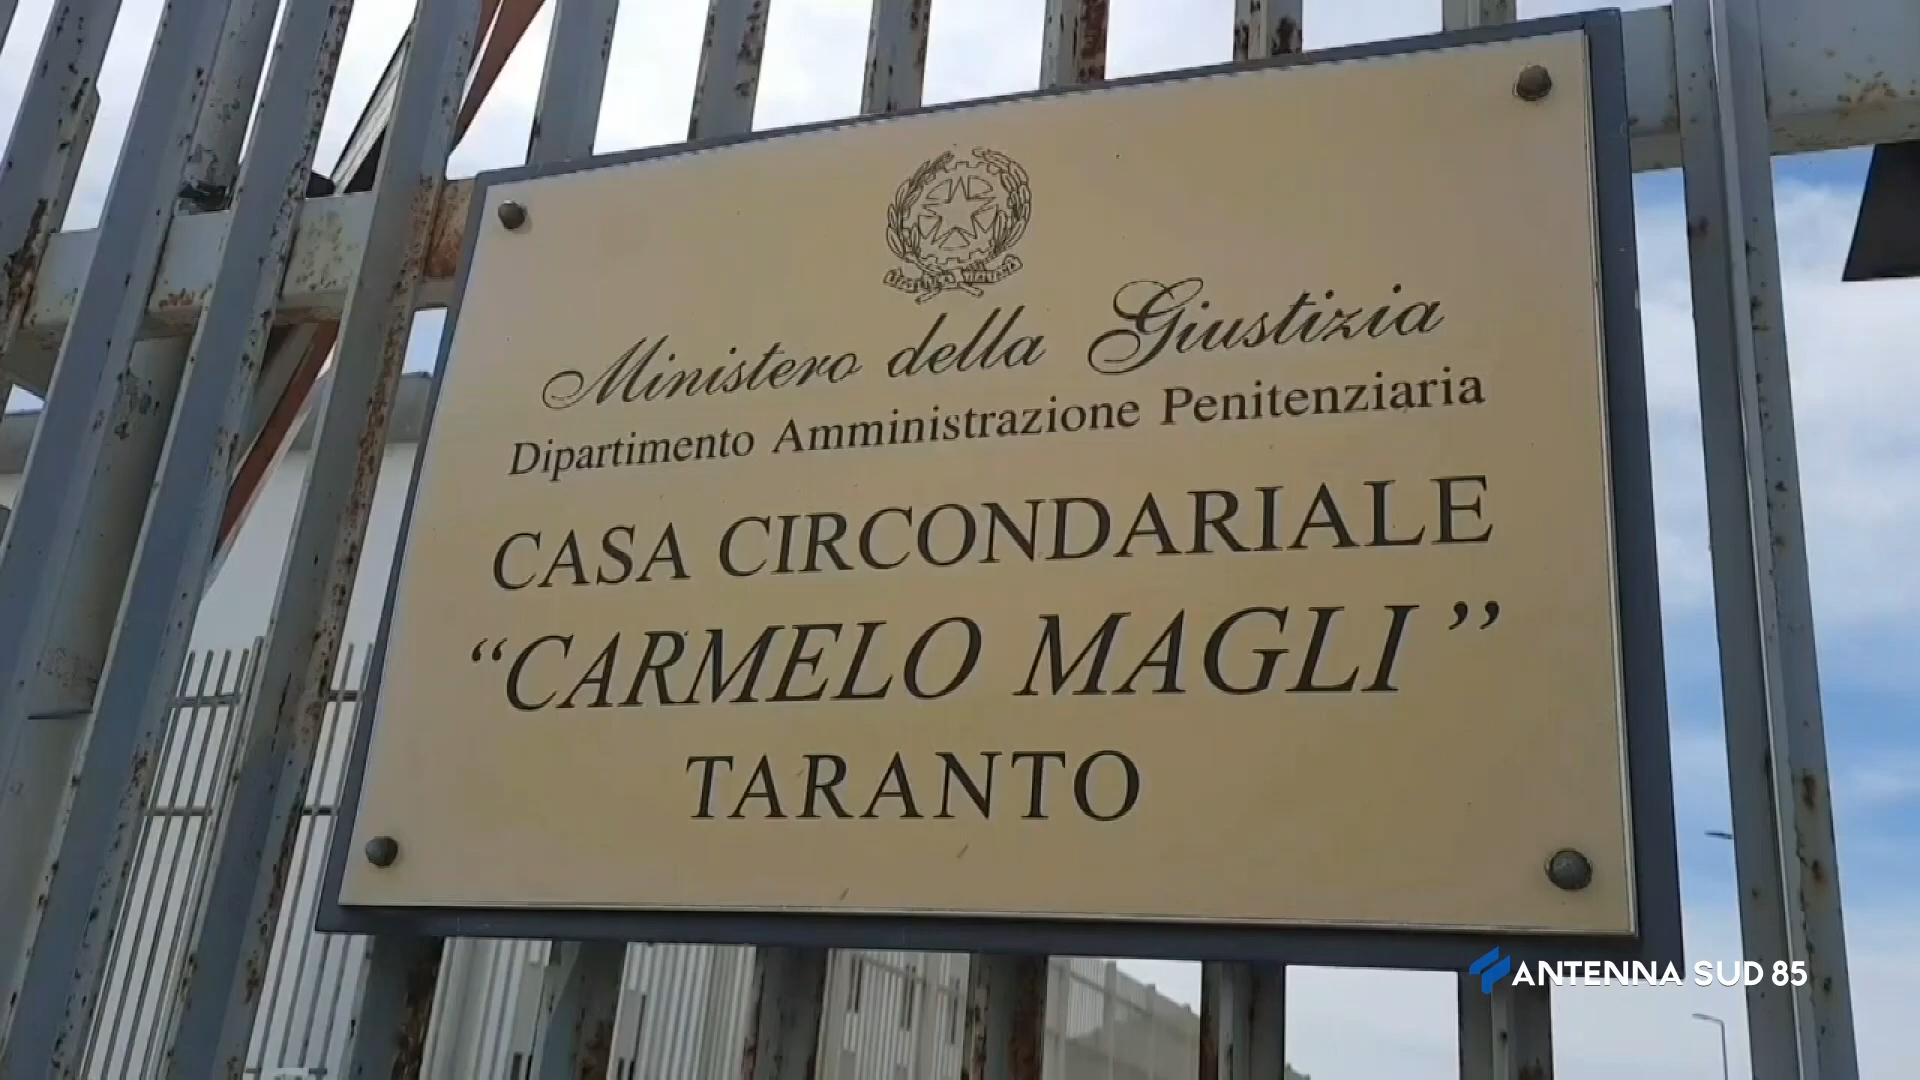 Ministero della Giustizia
Dipartimento Amministrazione Penitenziaria
CASA CIRCONDARIALE
“CARMELO MAGLI”
TARANTO
ANTENNA SUD 85